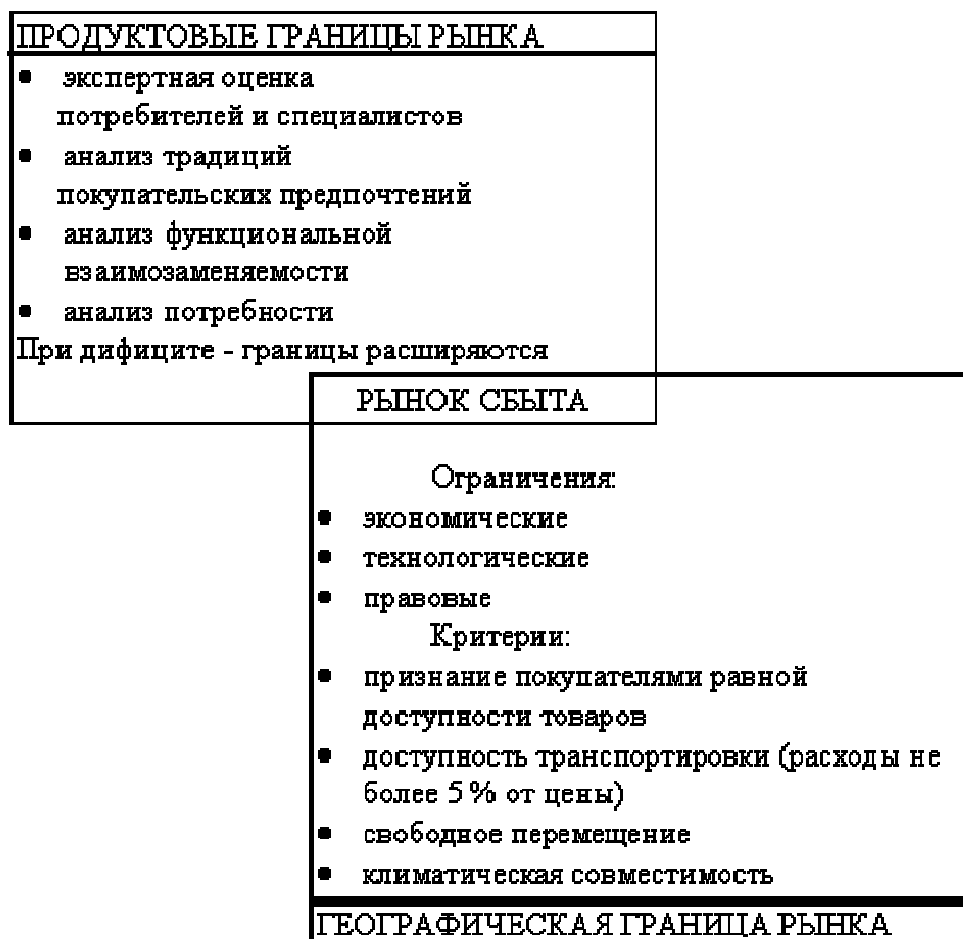 ПРОДУКТОВЫЕ ГРАНИЦЫ РЫНКА
• экспертная оценка
потребителей и специалистов
• анализ традиций
покупательских предпочтений
• анализ функциональной
взаимозаменяемости
• анализ потребности
При дифиците - границы расширяются
РЫНОК СБЫТА
Ограничения:
• экономические
• технологические
• правовые
Критерии:
• признание покупателями равной
доступности товаров
• доступность транспортировки (расходы не
более 5% от цены)
• свободное перемещение
• климатическая совместимость
ГЕОГРАФИЧЕСКАЯ ГРАНИЦА РЫНКА